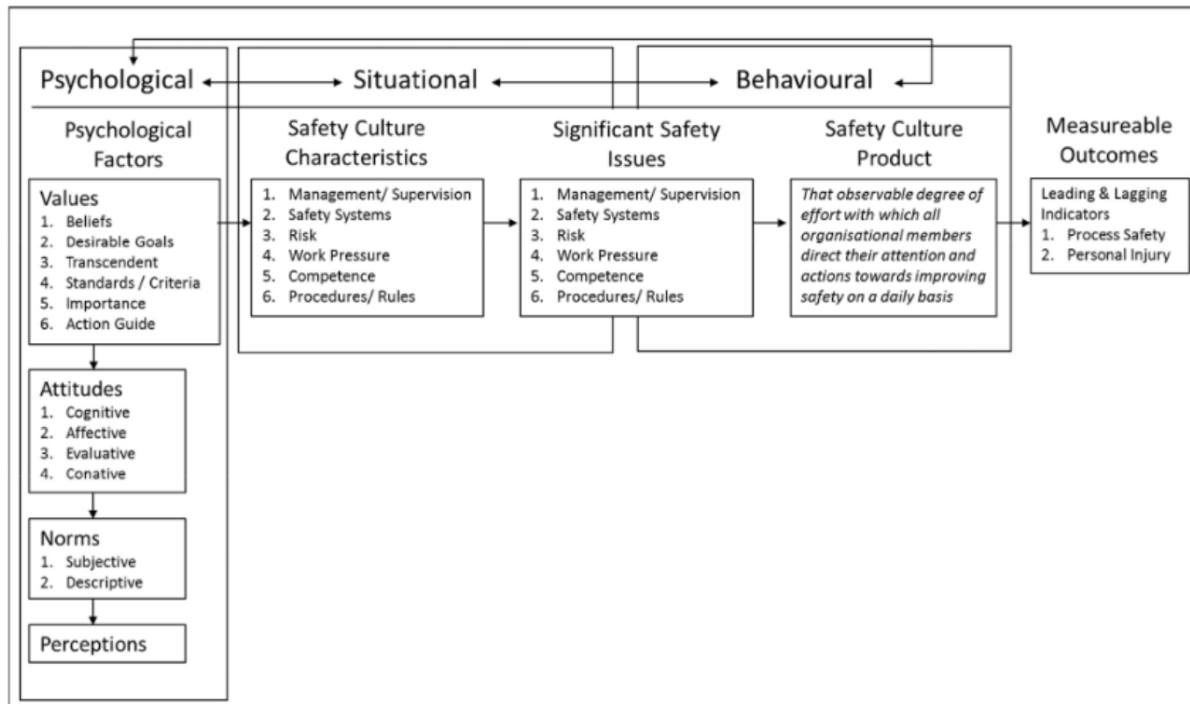 Psychological
Situational
Behavioural
Psychological
Factors
Values
1. Beliefs
2. Desirable Goals
3. Transcendent
4. Standards / Criteria
5. Importance
6. Action Guide
Attitudes
1. Cognitive
2. Affective
3. Evaluative
4. Conative
Norms
1. Subjective
2. Descriptive
Perceptions
Safety Culture
Characteristics
1. Management/ Supervision
2. Safety Systems
3. Risk
4. Work Pressure
5. Competence
6. Procedures/ Rules
Significant Safety
Issues
1. Management/ Supervision
2. Safety Systems
3. Risk
4. Work Pressure
5. Competence
6. Procedures/ Rules
Safety Culture
Product
That observable degree of
effort with which all
organisational members
direct their attention and
actions towards improving
safety on a daily basis
Measureable
Outcomes
Leading & Lagging
Indicators
1. Process Safety
2. Personal Injury